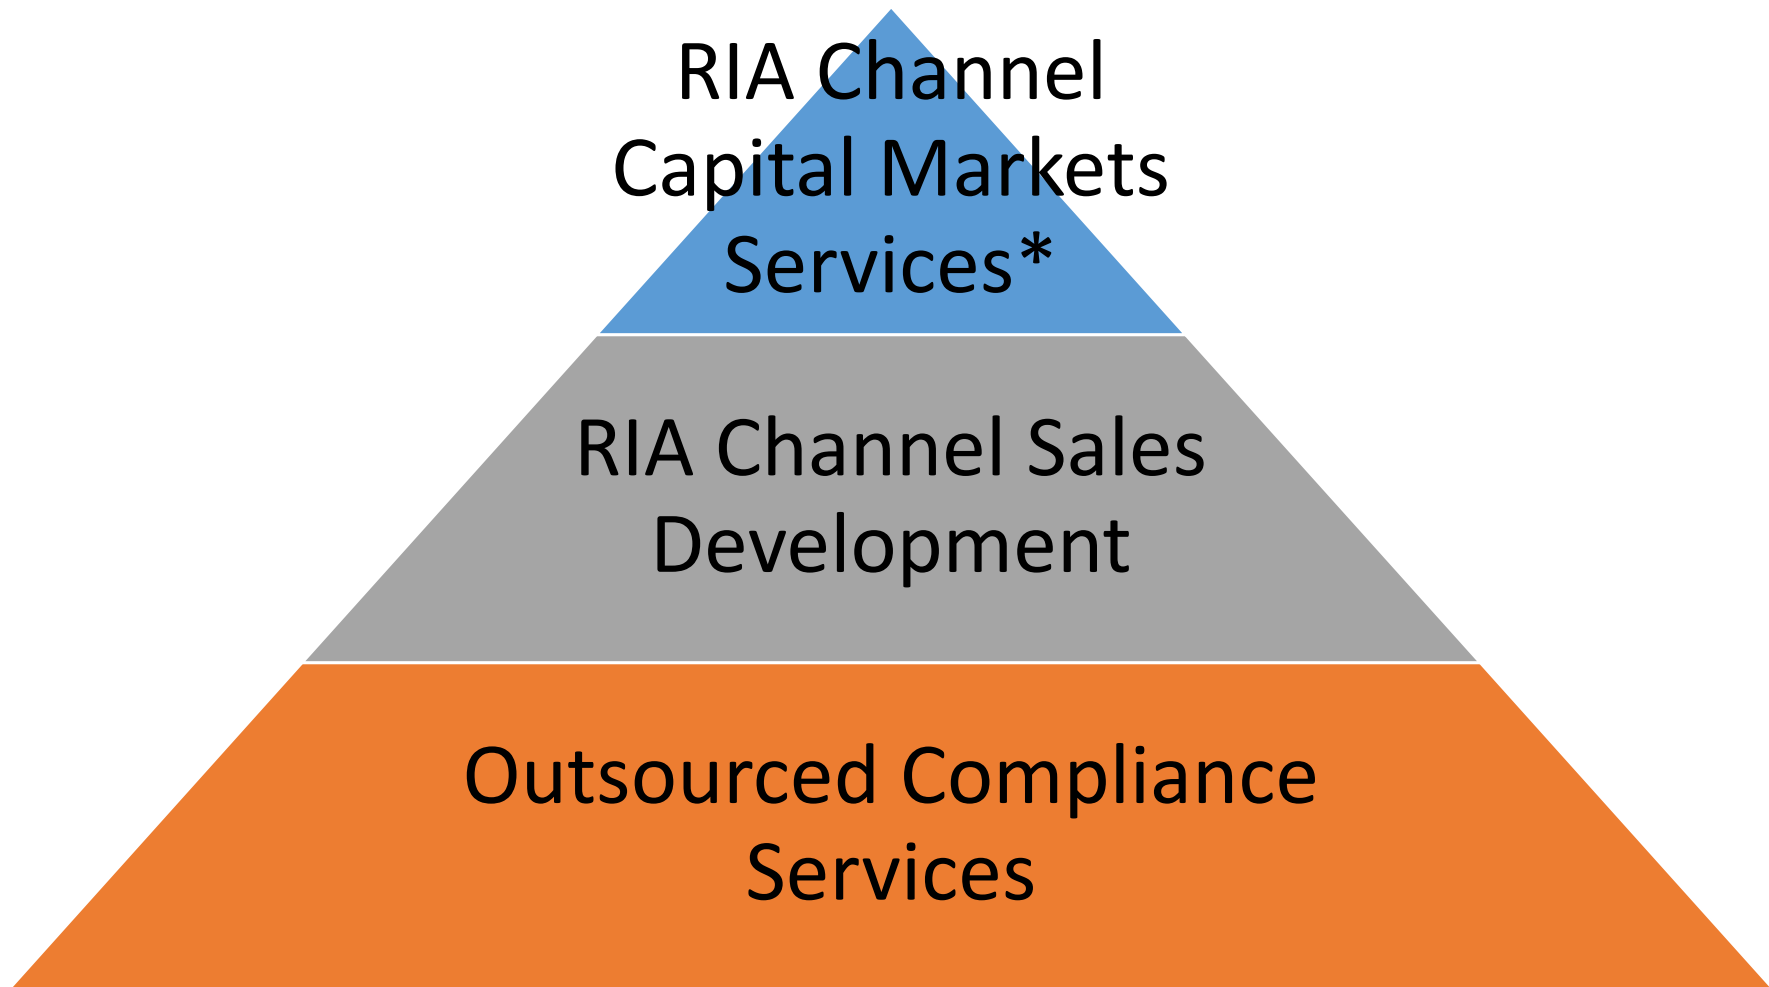 RIA Channel
Capital Markets
Services*
RIA Channel Sales
Development
Outsourced Compliance
Services